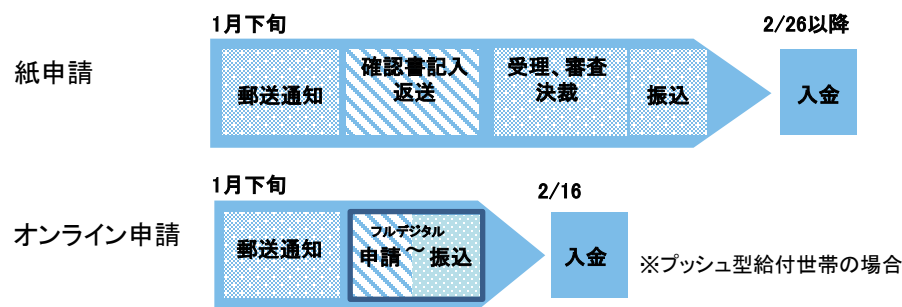 1月下旬
2/26以降
紙申請
郵送通知
確認書記入
返送
受理、審査
決裁
振込
入金
1月下旬
2/16
オンライン申請
郵送通知
フルデジタル
申請～振込
入金
※プッシュ型給付世帯の場合